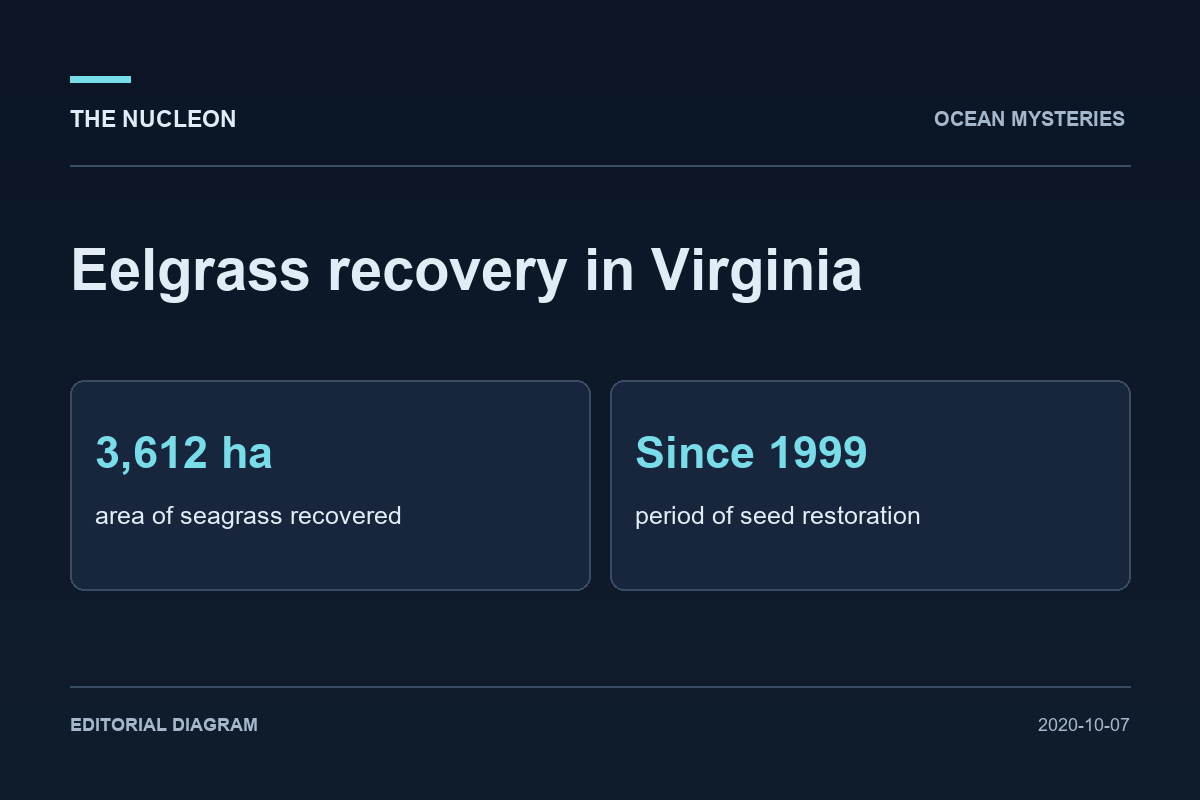 THE NUCLEON
OCEAN MYSTERIES
Eelgrass recovery in Virginia
3,612 ha
area of seagrass recovered
Since 1999
period of seed restoration
EDITORIAL DIAGRAM
2020-10-07